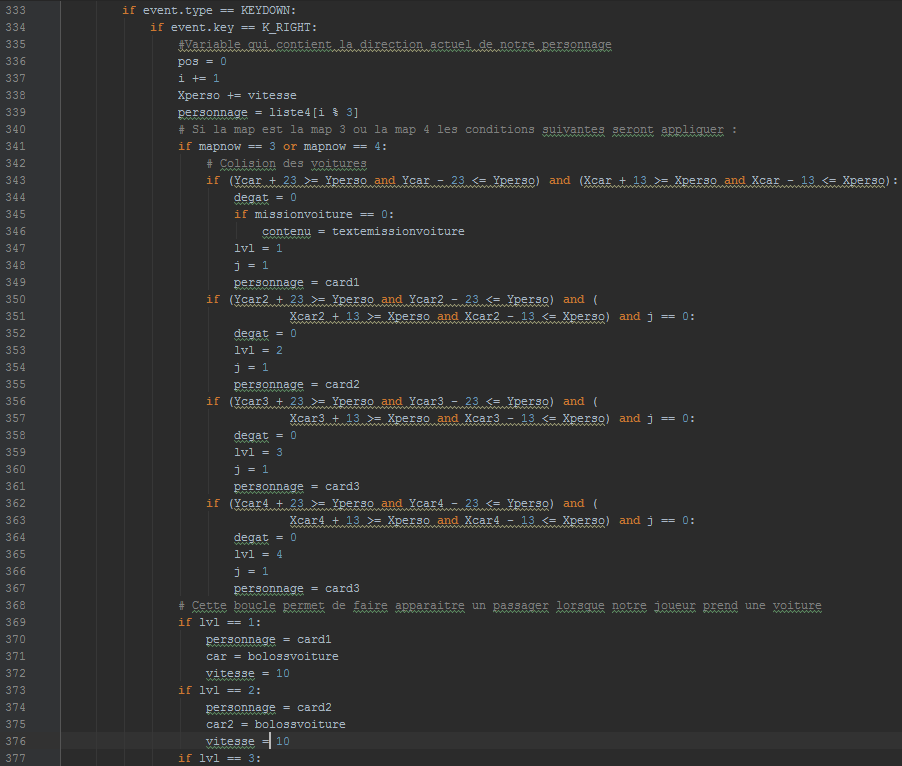 333 if event.type == KEYDOWN:
334 if event.key == K_RIGHT:
335 #Variable qui contient la direction actuel de notre personnage
336 pos = 0
337 i += 1
338 Xperso += vitesse
339 personnage = liste4[i % 3]
340 # Si la map est la map 3 ou la map 4 les conditions suivantes seront appliquer :
341 if mapnow == 3 or mapnow == 4:
342 # Colision des voitures
343 if (Ycar + 23 >= Yperso and Ycar - 23 <= Yperso) and (Xcar + 13 >= Xperso and Xcar - 13 <= Xperso):
344 degat = 0
345 if missionvoiture == 0:
346 contenu = textemissionvoiture
347 lvl = 1
348 j = 1
349 personnage = card1
350 if (Ycar2 + 23 >= Yperso and Ycar2 - 23 <= Yperso) and (
351 Xcar2 + 13 >= Xperso and Xcar2 - 13 <= Xperso) and j == 0:
352 degat = 0
353 lvl = 2
354 j = 1
355 personnage = card2
356 if (Ycar3 + 23 >= Yperso and Ycar3 - 23 <= Yperso) and (
357 Xcar3 + 13 >= Xperso and Xcar3 - 13 <= Xperso) and j == 0:
358 degat = 0
359 lvl = 3
360 j = 1
361 personnage = card3
362 if (Ycar4 + 23 >= Yperso and Ycar4 - 23 <= Yperso) and (
363 Xcar4 + 13 >= Xperso and Xcar4 - 13 <= Xperso) and j == 0:
364 degat = 0
365 lvl = 4
366 j = 1
367 personnage = card3
368 # Cette boucle permet de faire apparaitre un passager lorsque notre joueur prend une voiture
369 if lvl == 1:
370 personnage = card1
371 car = bolossvoiture
372 vitesse = 10
373 if lvl == 2:
374 personnage = card2
375 car2 = bolossvoiture
376 vitesse = 10
377 if lvl == 3: